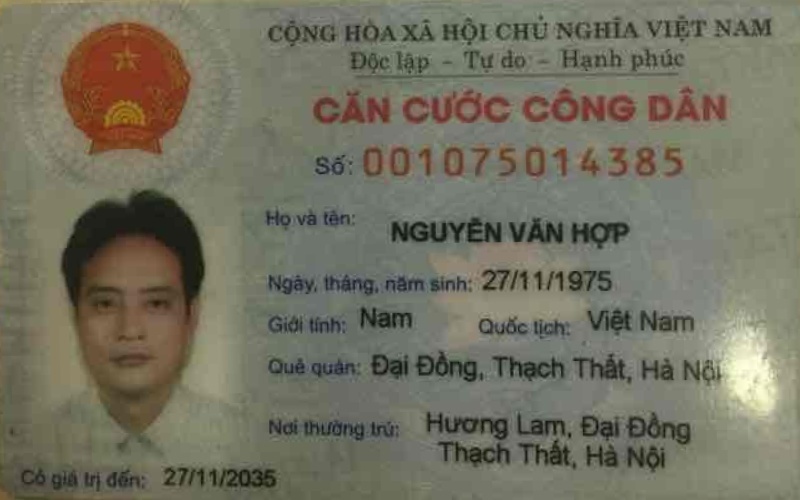 CỘNG HÒA XÃ HỘI CHỦ NGHĨA VIỆT NAM
Độc lập - Tự do - Hạnh phúc
CĂN CƯỚC CÔNG DÂN
Số: 001075014385
Họ và tên: NGUYỄN VĂN HỢP
Ngày, tháng, năm sinh: 27/11/1975
Giới tính: Nam Quốc tịch: Việt Nam
Quê quán: Đại Đồng, Thạch Thất, Hà Nội
Nơi thường trú: Hương Lam, Đại Đồng
Thạch Thất, Hà Nội
Có giá trị đến: 27/11/2035